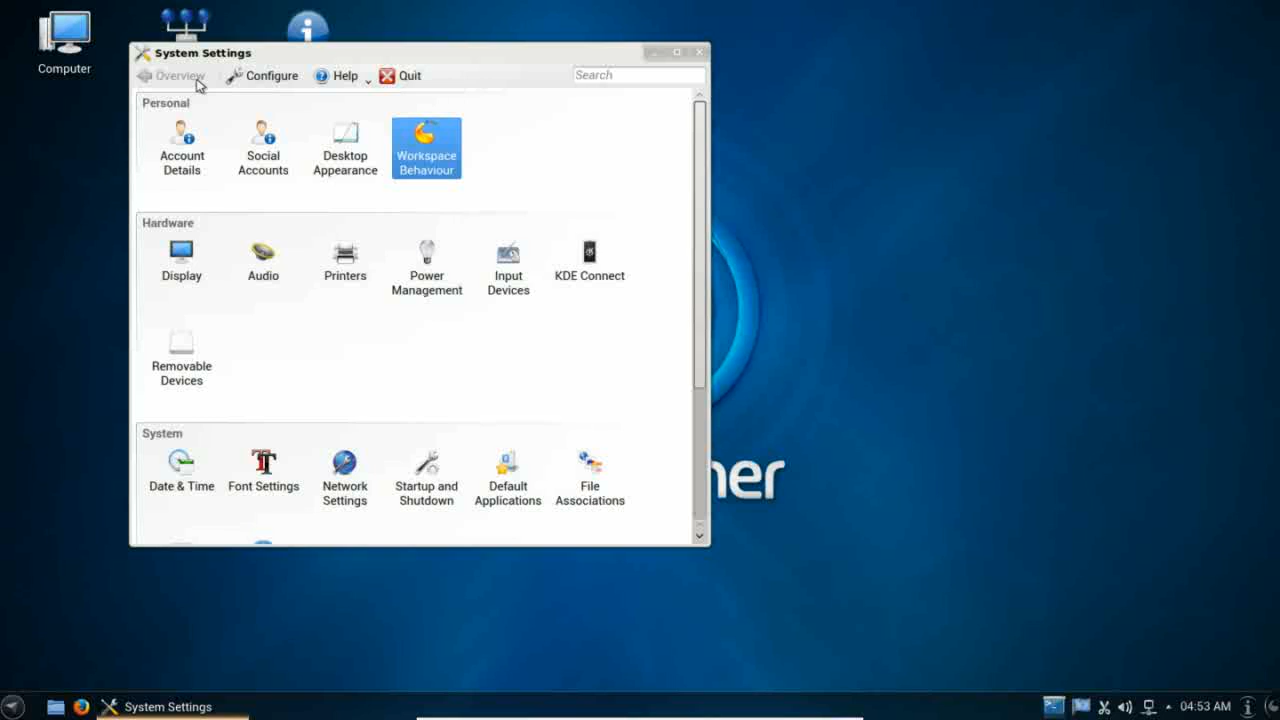 Computer
System Settings
Overview Configure Help Quit Search
Personal
Account Details
Social Accounts
Desktop Appearance
Workspace Behaviour
Hardware
Display
Audio
Printers
Power Management
Input Devices
KDE Connect
Removable Devices
System
Date & Time
Font Settings
Network Settings
Startup and Shutdown
Default Applications
File Associations
ner
System Settings
04:53 AM